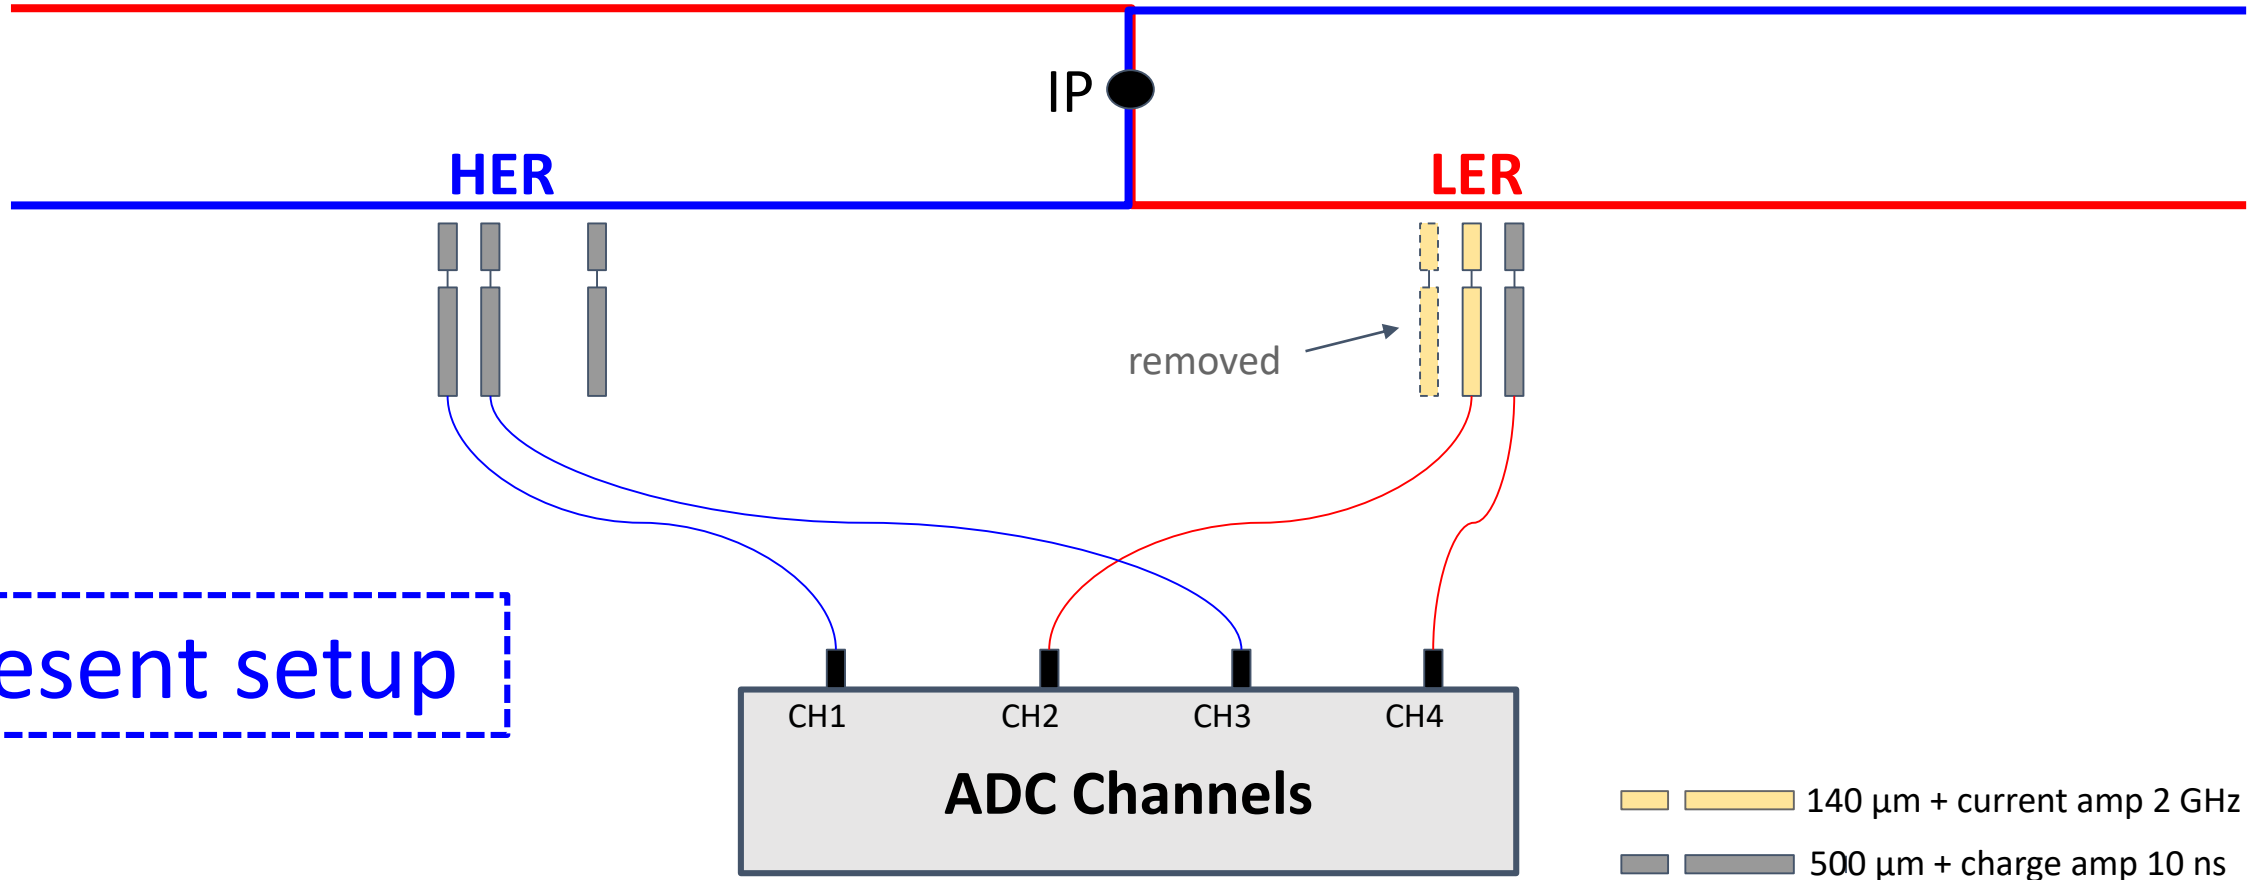 IP
HER
LER
removed
esent setup
CH1
CH2
CH3
CH4
ADC Channels
140 µm + current amp 2 GHz
500 µm + charge amp 10 ns